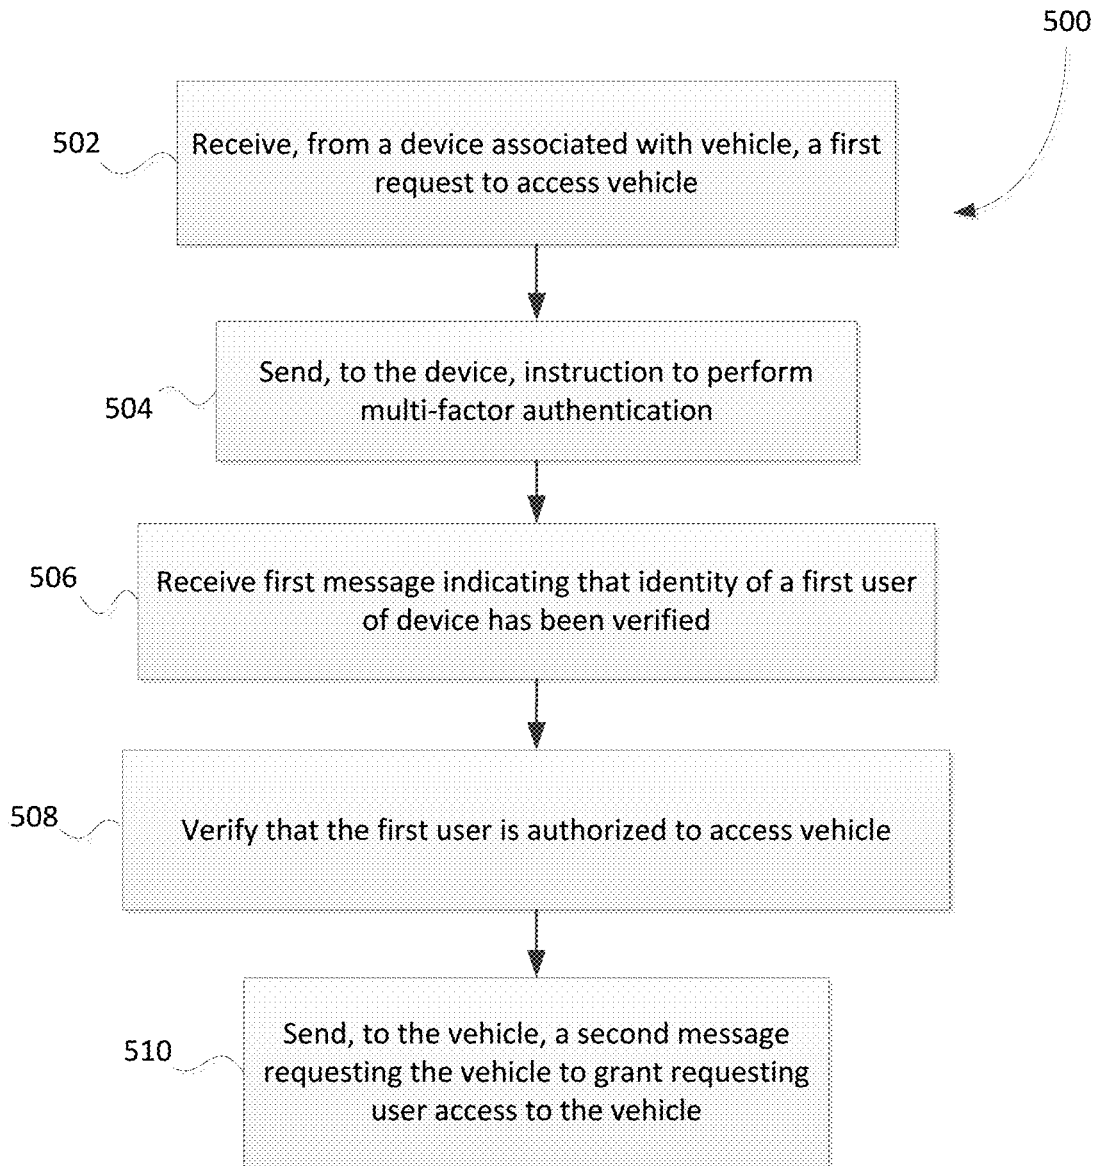 500
502
Receive, from a device associated with vehicle, a first
request to access vehicle
504
Send, to the device, instruction to perform
multi-factor authentication
506
Receive first message indicating that identity of a first user
of device has been verified
508
Verify that the first user is authorized to access vehicle
510
Send, to the vehicle, a second message
requesting the vehicle to grant requesting
user access to the vehicle